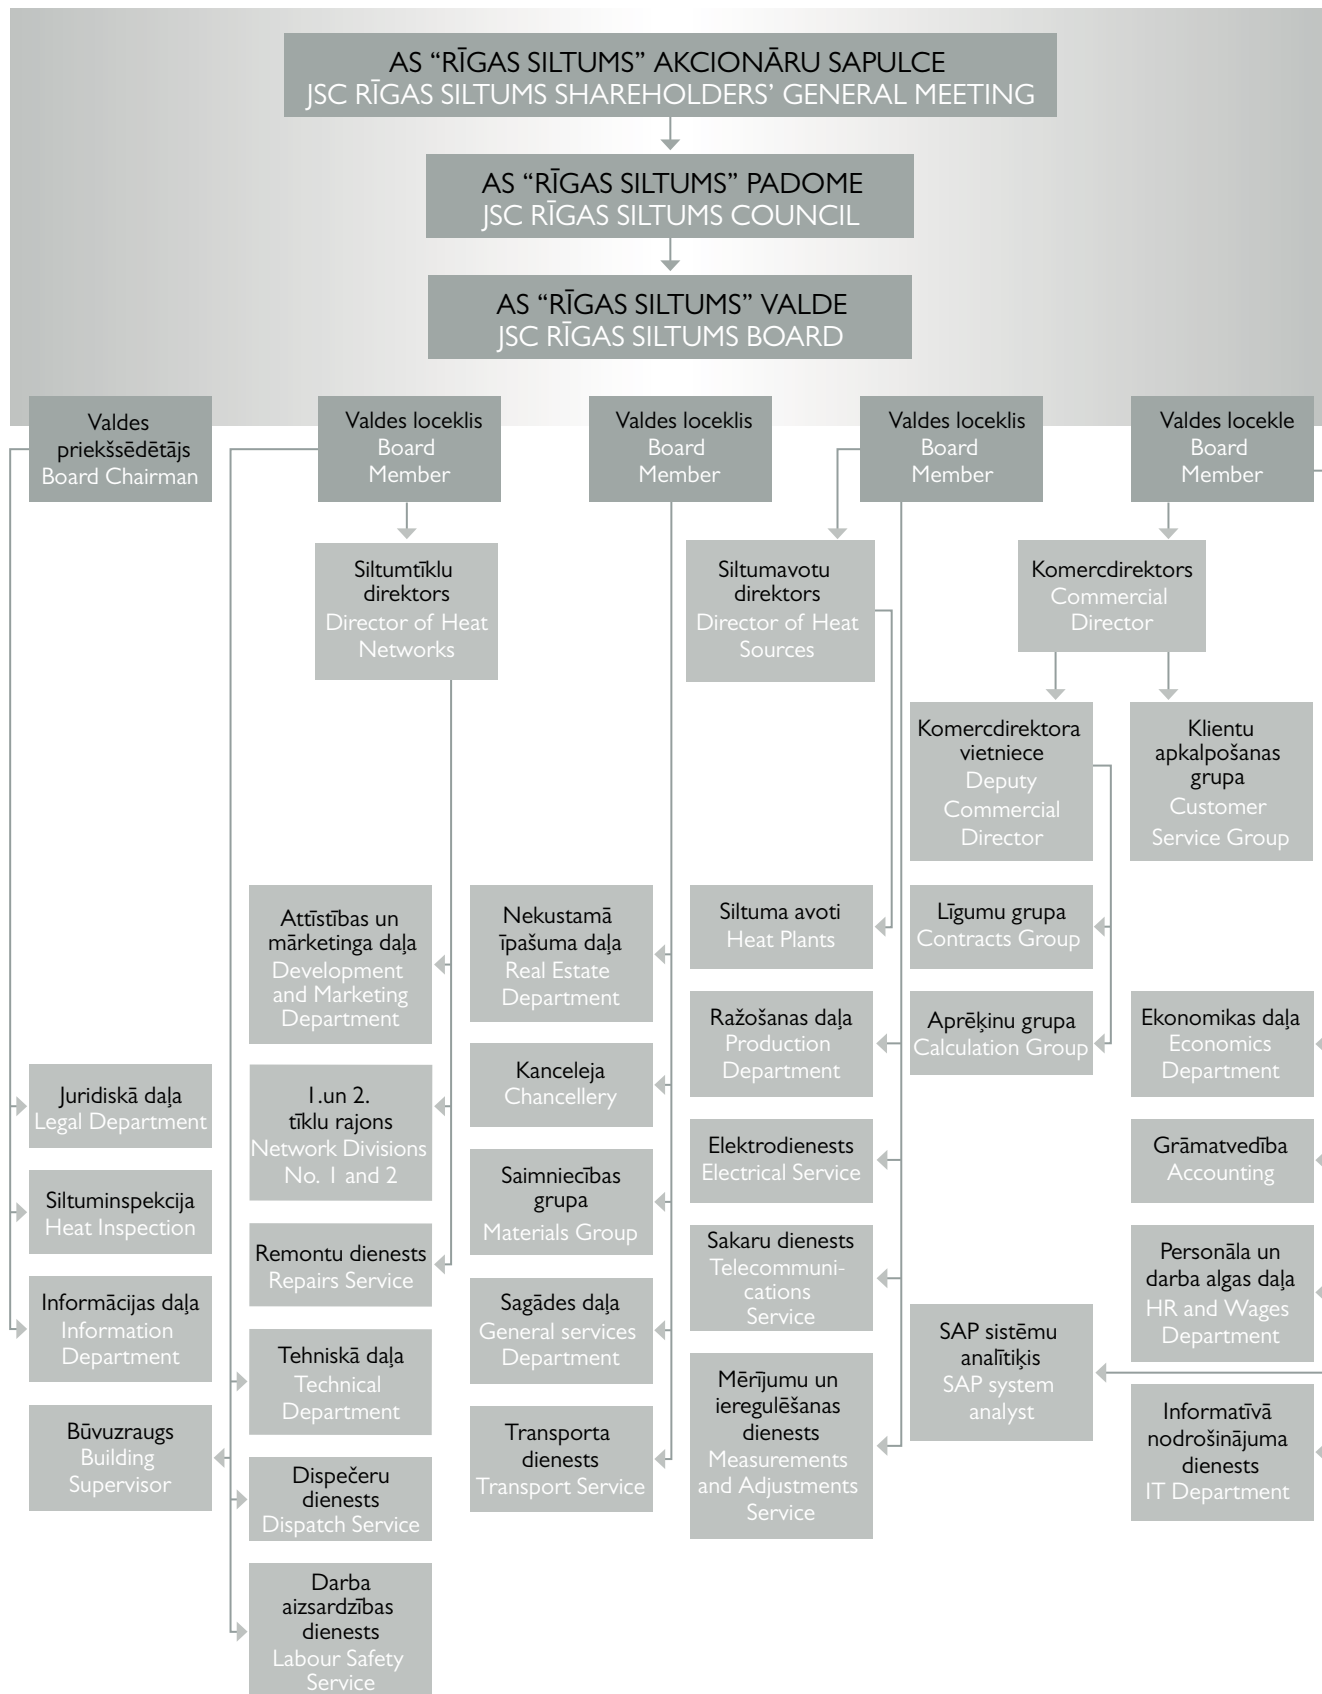 AS “RĪGAS SILTUMS” AKCIONĀRU SAPULCE
JSC RĪGAS SILTUMS SHAREHOLDERS’ GENERAL MEETING
AS “RĪGAS SILTUMS” PADOME
JSC RĪGAS SILTUMS COUNCIL
AS “RĪGAS SILTUMS” VALDE
JSC RĪGAS SILTUMS BOARD
Valdes
priekšsēdētājs
Board Chairman
Valdes loceklis
Board
Member
Valdes loceklis
Board
Member
Valdes loceklis
Board
Member
Valdes locekle
Board
Member
Siltumtīklu
direktors
Director of Heat
Networks
Siltumavotu
direktors
Director of Heat
Sources
Komercdirektors
Commercial
Director
Komercdirektora
vietniece
Deputy
Commercial
Director
Klientu
apkalpošanas
grupa
Customer
Service Group
Attīstības un
mārketinga daļa
Development
and Marketing
Department
Nekustamā
īpašuma daļa
Real Estate
Department
Siltuma avoti
Heat Plants
Līgumu grupa
Contracts Group
Ražošanas daļa
Production
Department
Aprēķinu grupa
Calculation Group
Ekonomikas daļa
Economics
Department
Juridiskā daļa
Legal Department
1.un 2.
tīklu rajons
Network Divisions
No. 1 and 2
Kanceleja
Chancellery
Elektrodienests
Electrical Service
Grāmatvedība
Accounting
Siltuminspekcija
Heat Inspection
Remontu dienests
Repairs Service
Saimniecības
grupa
Materials Group
Sakaru dienests
Telecommuni-
cations
Service
Personāla un
darba algas daļa
HR and Wages
Department
Informācijas daļa
Information
Department
Tehniskā daļa
Technical
Department
Sagādes daļa
General services
Department
SAP sistēmu
analītiķis
SAP system
analyst
Mērījumu un
ieregulēšanas
dienests
Measurements
and Adjustments
Service
Informatīvā
nodrošinājuma
dienests
IT Department
Būvuzraugs
Building
Supervisor
Transporta
dienests
Transport Service
Dispečeru
dienests
Dispatch Service
Darba
aizsardzības
dienests
Labour Safety
Service